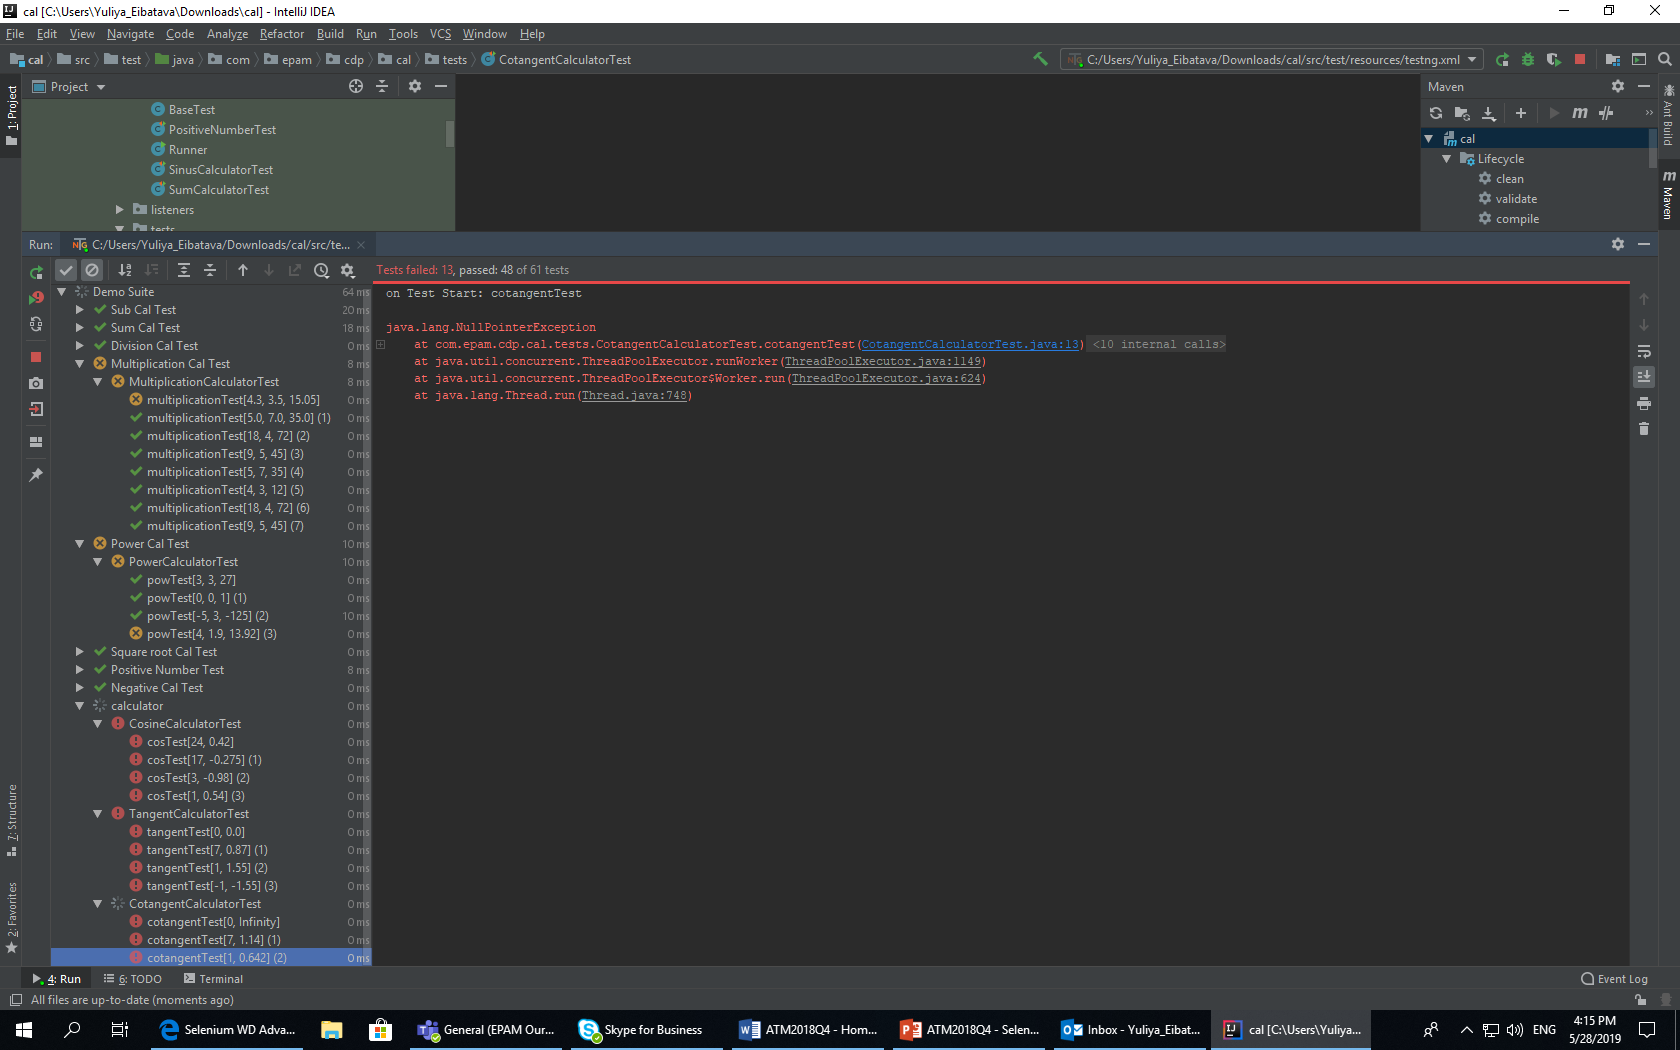 cal [C:\Users\Yuliya_Eibatava\Downloads\cal] - IntelliJ IDEA
File Edit View Navigate Code Analyze Refactor Build Run Tools VCS Window Help
cal src test java com epam cdp cal tests CotangentCalculatorTest C:/Users/Yuliya_Eibatava/Downloads/cal/src/test/resources/testng.xml
1: Project
Project
BaseTest
PositiveNumberTest
Runner
SinusCalculatorTest
SumCalculatorTest
listeners
tests
Maven
cal
Lifecycle
clean
validate
compile
Ant Build
Maven
Run: C:/Users/Yuliya_Eibatava/Downloads/cal/src/te...
Tests failed: 13, passed: 48 of 61 tests
Demo Suite 64 ms
Sub Cal Test 20 ms
Sum Cal Test 18 ms
Division Cal Test 0 ms
Multiplication Cal Test 8 ms
MultiplicationCalculatorTest 8 ms
multiplicationTest[4.3, 3.5, 15.05] 0 ms
multiplicationTest[5.0, 7.0, 35.0] (1) 0 ms
multiplicationTest[18, 4, 72] (2) 0 ms
multiplicationTest[9, 5, 45] (3) 0 ms
multiplicationTest[5, 7, 35] (4) 0 ms
multiplicationTest[4, 3, 12] (5) 0 ms
multiplicationTest[18, 4, 72] (6) 0 ms
multiplicationTest[9, 5, 45] (7) 0 ms
Power Cal Test 10 ms
PowerCalculatorTest 10 ms
powTest[3, 3, 27] 0 ms
powTest[0, 0, 1] (1) 0 ms
powTest[-5, 3, -125] (2) 10 ms
powTest[4, 1.9, 13.92] (3) 0 ms
Square root Cal Test 0 ms
Positive Number Test 8 ms
Negative Cal Test 0 ms
calculator 0 ms
CosineCalculatorTest 0 ms
cosTest[24, 0.42] 0 ms
cosTest[17, -0.275] (1) 0 ms
cosTest[3, -0.98] (2) 0 ms
cosTest[1, 0.54] (3) 0 ms
TangentCalculatorTest 0 ms
tangentTest[0, 0.0] 0 ms
tangentTest[7, 0.87] (1) 0 ms
tangentTest[1, 1.55] (2) 0 ms
tangentTest[-1, -1.55] (3) 0 ms
CotangentCalculatorTest 0 ms
cotangentTest[0, Infinity] 0 ms
cotangentTest[7, 1.14] (1) 0 ms
cotangentTest[1, 0.642] (2) 0 ms
on Test Start: cotangentTest
java.lang.NullPointerException
at com.epam.cdp.cal.tests.CotangentCalculatorTest.cotangentTest(CotangentCalculatorTest.java:13) <10 internal calls>
at java.util.concurrent.ThreadPoolExecutor.runWorker(ThreadPoolExecutor.java:1149)
at java.util.concurrent.ThreadPoolExecutor$Worker.run(ThreadPoolExecutor.java:624)
at java.lang.Thread.run(Thread.java:748)
7: Structure
2: Favorites
4: Run 6: TODO Terminal Event Log
All files are up-to-date (moments ago)
Selenium WD Adva... General (EPAM Our... Skype for Business ATM2018Q4 - Hom... ATM2018Q4 - Selen... Inbox - Yuliya_Eibat... cal [C:\Users\Yuliya... ENG 4:15 PM
5/28/2019